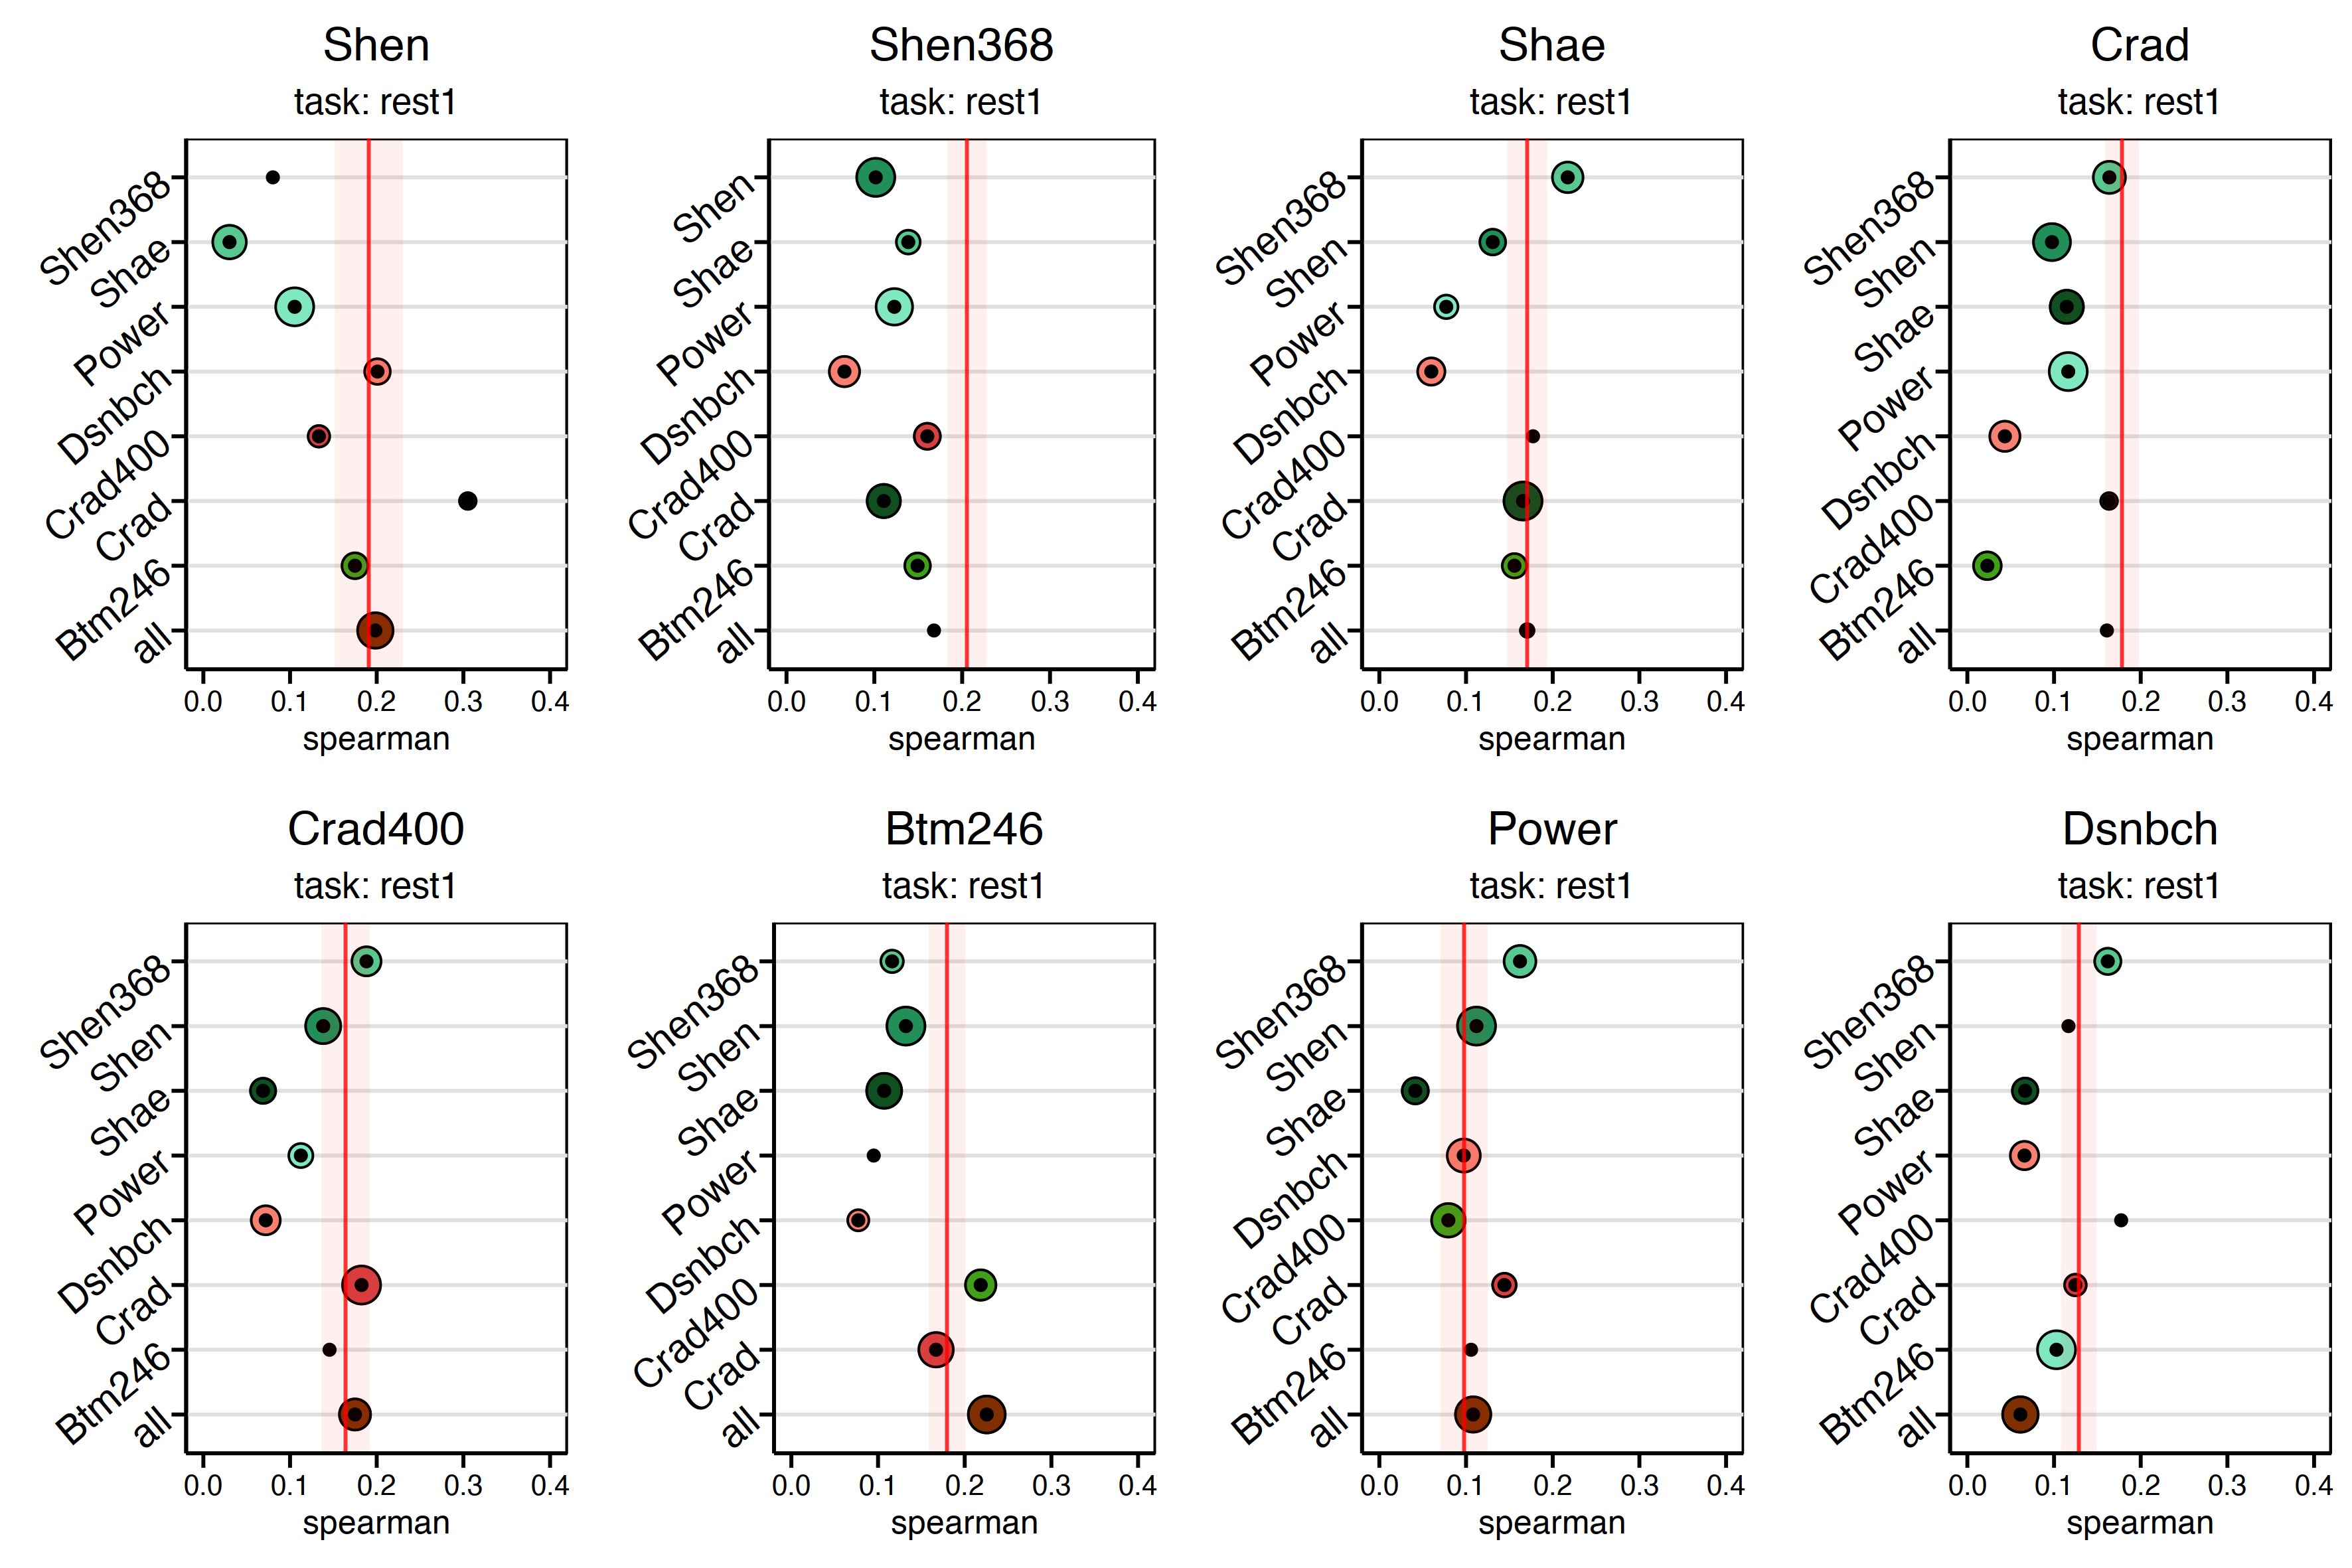 Shen
task: rest1
Shen368
Shae
Power
Dsnbch
Crad400
Crad
Btm246
all
0.0 0.1 0.2 0.3 0.4
spearman
Shen368
task: rest1
Shen
Shae
Power
Dsnbch
Crad400
Crad
Btm246
all
0.0 0.1 0.2 0.3 0.4
spearman
Shae
task: rest1
Shen368
Shen
Power
Dsnbch
Crad400
Crad
Btm246
all
0.0 0.1 0.2 0.3 0.4
spearman
Crad
task: rest1
Shen368
Shen
Shae
Power
Dsnbch
Crad400
Btm246
all
0.0 0.1 0.2 0.3 0.4
spearman
Crad400
task: rest1
Shen368
Shen
Shae
Power
Dsnbch
Crad
Btm246
all
0.0 0.1 0.2 0.3 0.4
spearman
Btm246
task: rest1
Shen368
Shen
Shae
Power
Dsnbch
Crad400
Crad
all
0.0 0.1 0.2 0.3 0.4
spearman
Power
task: rest1
Shen368
Shen
Shae
Dsnbch
Crad400
Crad
Btm246
all
0.0 0.1 0.2 0.3 0.4
spearman
Dsnbch
task: rest1
Shen368
Shen
Shae
Power
Crad400
Crad
Btm246
all
0.0 0.1 0.2 0.3 0.4
spearman